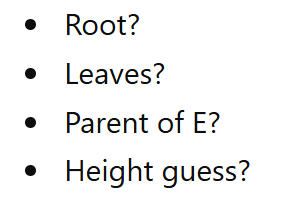 • Root?
• Leaves?
• Parent of E?
• Height guess?